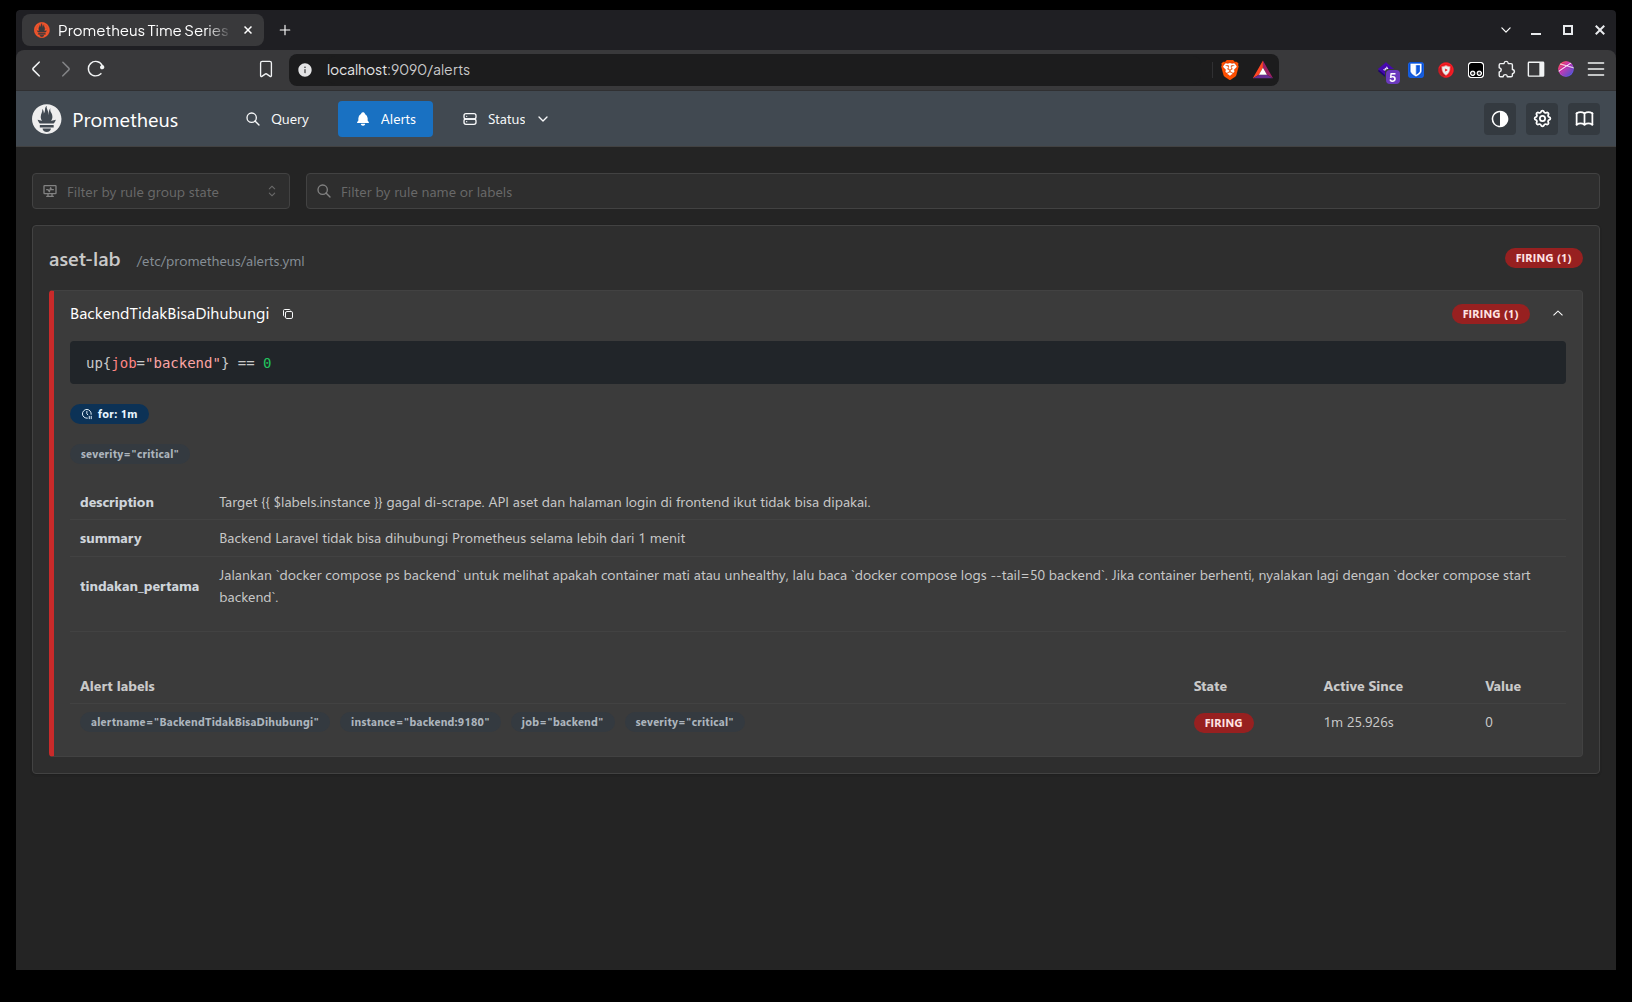 Prometheus Time Series
localhost:9090/alerts
5
Prometheus
Query
Alerts
Status
Filter by rule group state
Filter by rule name or labels
aset-lab /etc/prometheus/alerts.yml
FIRING (1)
BackendTidakBisaDihubungi
FIRING (1)
up{job="backend"} == 0
for: 1m
severity="critical"
description Target {{ $labels.instance }} gagal di-scrape. API aset dan halaman login di frontend ikut tidak bisa dipakai.
summary Backend Laravel tidak bisa dihubungi Prometheus selama lebih dari 1 menit
tindakan_pertama Jalankan `docker compose ps backend` untuk melihat apakah container mati atau unhealthy, lalu baca `docker compose logs --tail=50 backend`. Jika container berhenti, nyalakan lagi dengan `docker compose start
backend`.
Alert labels State Active Since Value
alertname="BackendTidakBisaDihubungi" instance="backend:9180" job="backend" severity="critical" FIRING 1m 25.926s 0